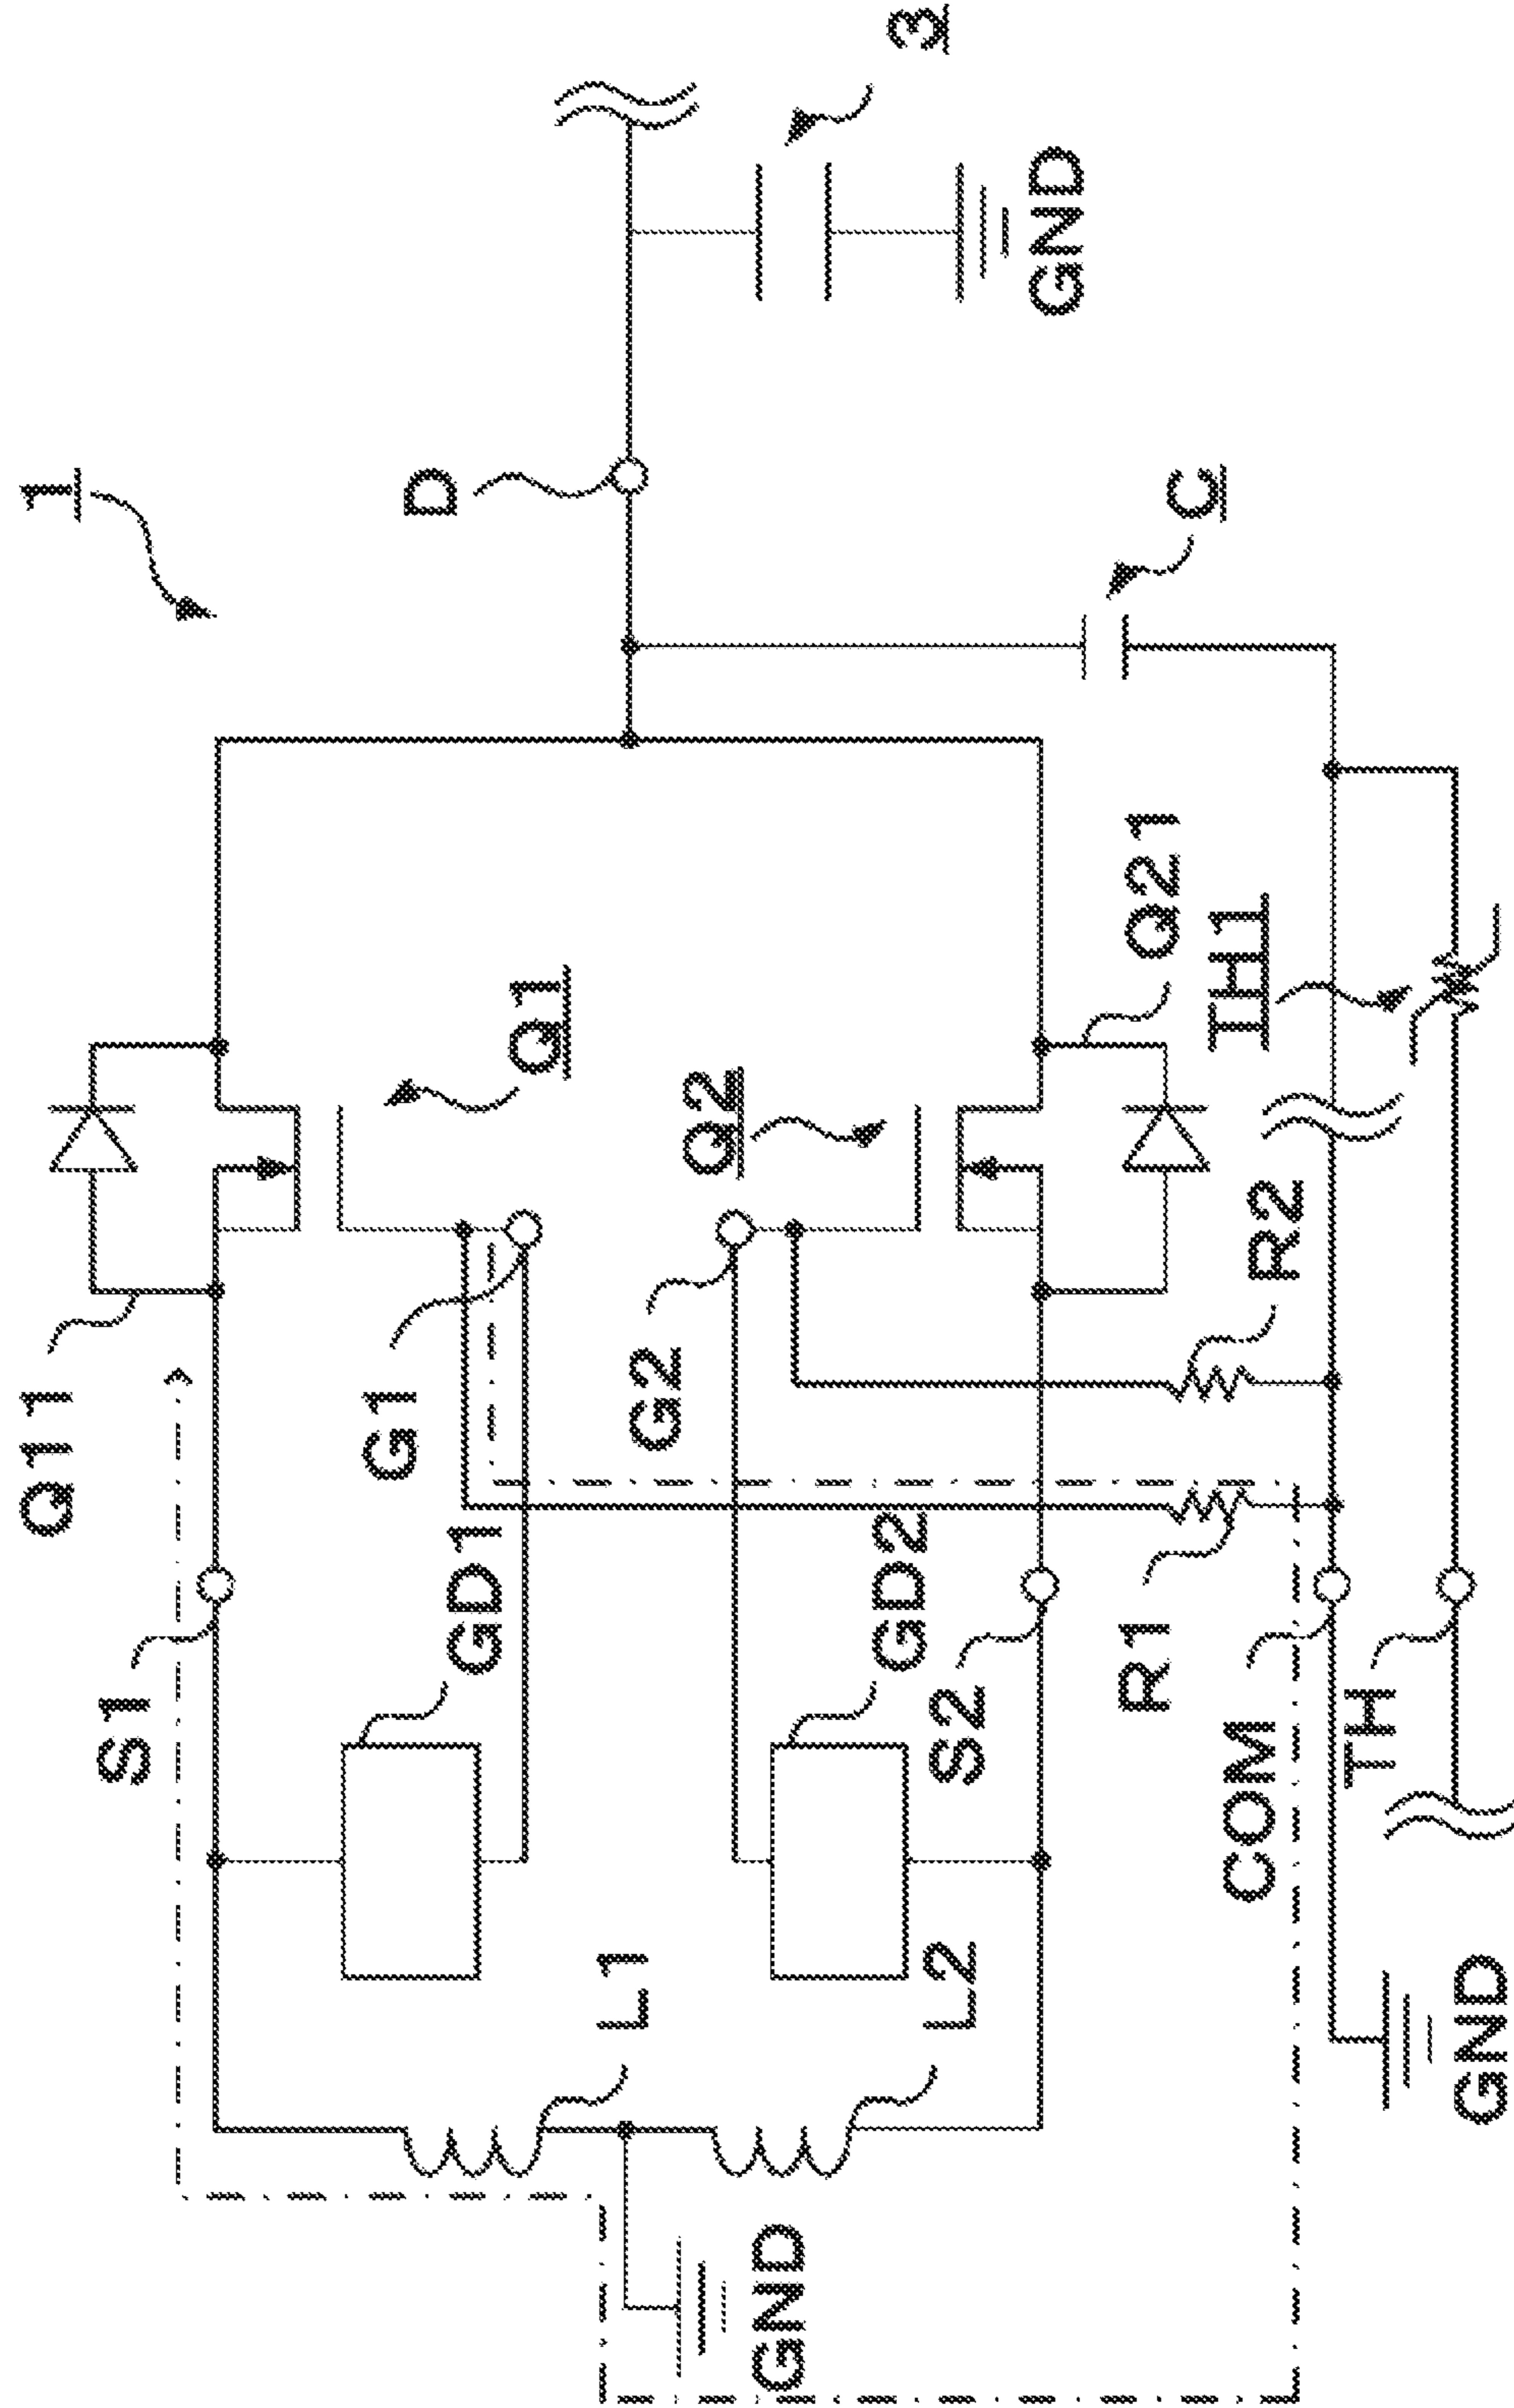 1
3
D
C
GND
Q11
Q1
Q2
Q21
TH1
G1
G2
R2
S1
GD1
GD2
S2
R1
COM
TH
L1
L2
GND
GND